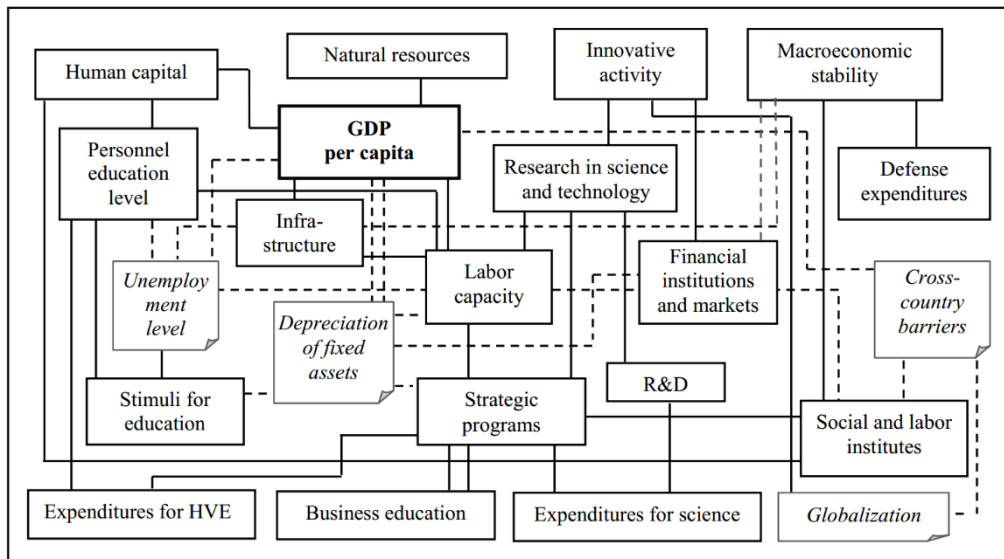 Human capital
Natural resources
Innovative
activity
Macroeconomic
stability
GDP
per capita
Personnel
education
level
Research in science
and technology
Defense
expenditures
Infra-
structure
Unemploy
ment
level
Labor
capacity
Financial
institutions
and markets
Cross-
country
barriers
Depreciation
of fixed
assets
Stimuli for
education
Strategic
programs
R&D
Social and labor
institutes
Expenditures for HVE
Business education
Expenditures for science
Globalization